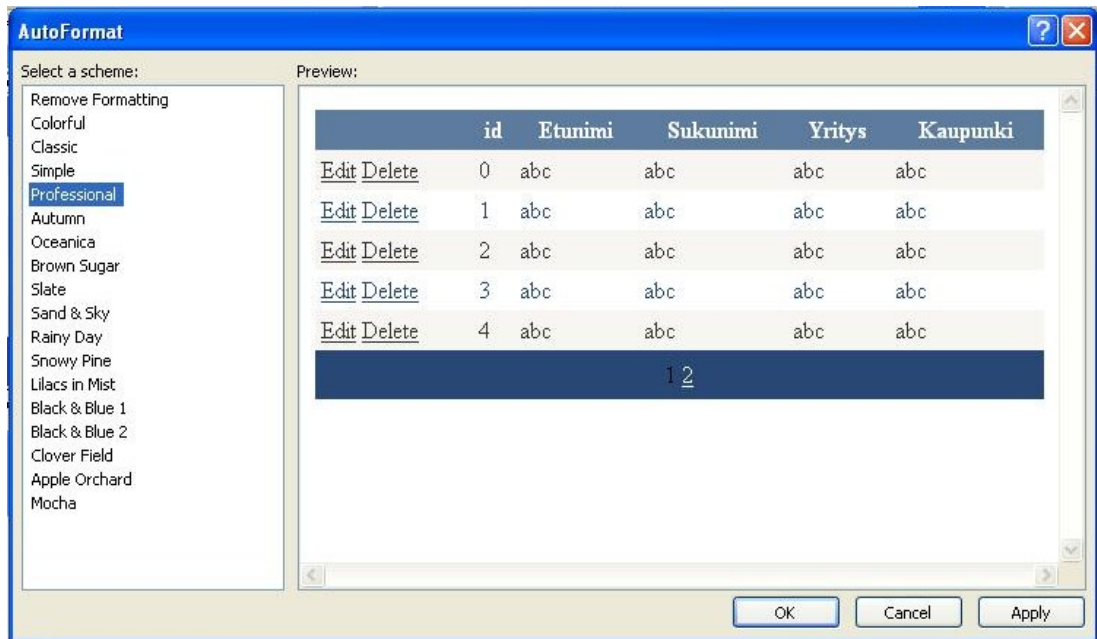 AutoFormat
Select a scheme:
Preview:
Remove Formatting
Colorful
Classic
Simple
Professional
Autumn
Oceanica
Brown Sugar
Slate
Sand & Sky
Rainy Day
Snowy Pine
Lilacs in Mist
Black & Blue 1
Black & Blue 2
Clover Field
Apple Orchard
Mocha
id Etunimi Sukunimi Yritys Kaupunki
Edit Delete 0 abc abc abc abc
Edit Delete 1 abc abc abc abc
Edit Delete 2 abc abc abc abc
Edit Delete 3 abc abc abc abc
Edit Delete 4 abc abc abc abc
1 2
OK Cancel Apply